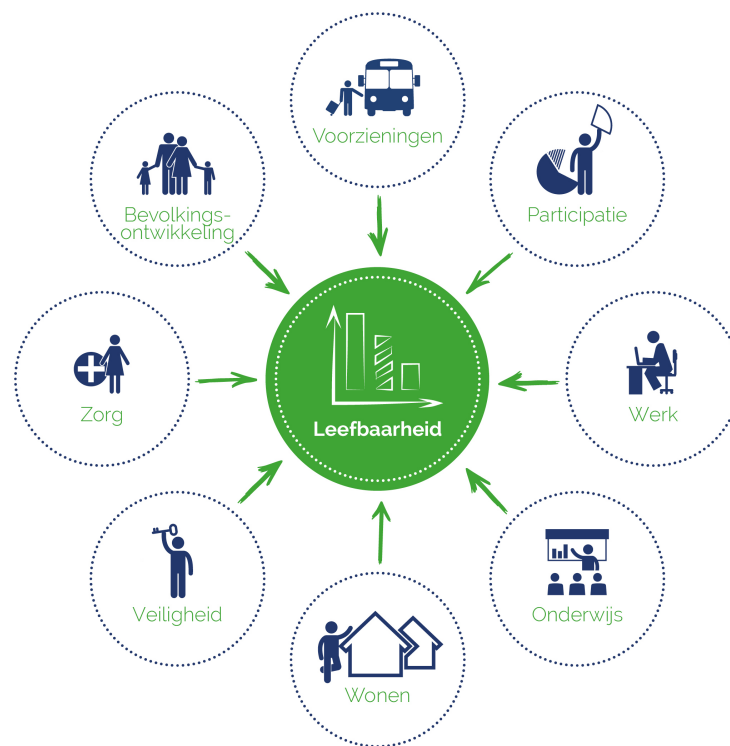 Voorzieningen
Participatie
Bevolkings-
ontwikkeling
Zorg
Leefbaarheid
Werk
Veiligheid
Onderwijs
Wonen